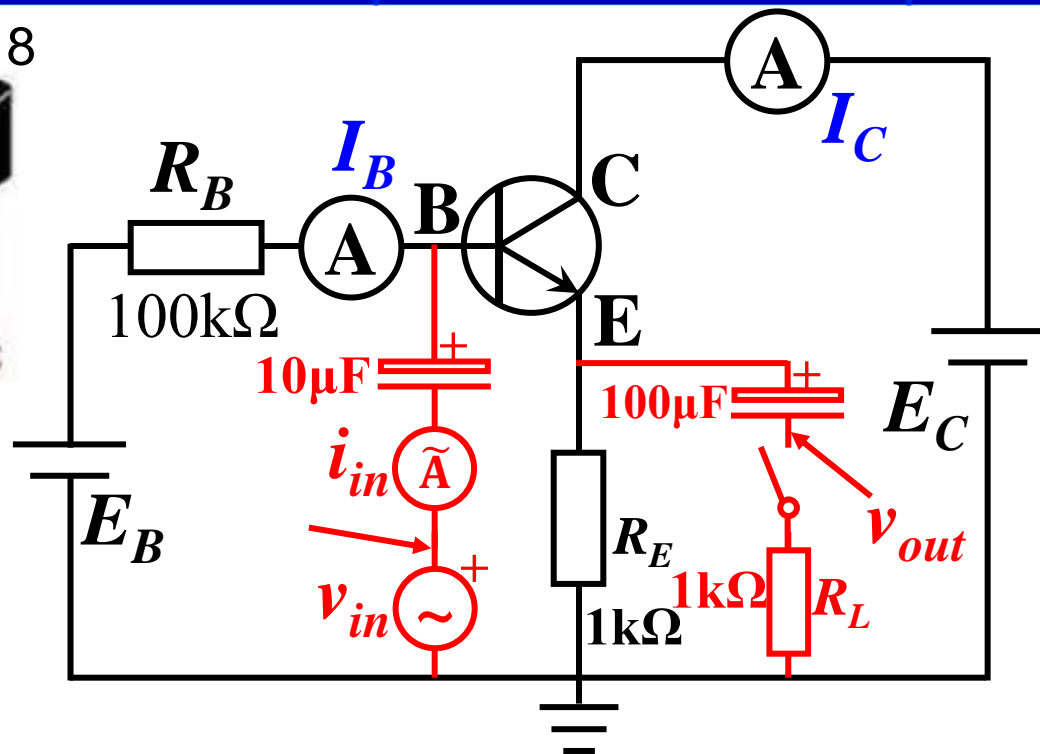 8
I_C
R_B
I_B
A
A
B
C
E
100kΩ
10µF
+
100µF
+
E_C
i_in
Ã
E_B
v_in
+
~
R_E
1kΩ
1kΩ
R_L
v_out